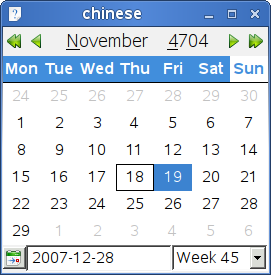 chinese
November 4704
Mon Tue Wed Thu Fri Sat Sun
24 25 26 27 28 29 30
1 2 3 4 5 6 7
8 9 10 11 12 13 14
15 16 17 18 19 20 21
22 23 24 25 26 27 28
29 1 2 3 4 5 6
2007-12-28 Week 45